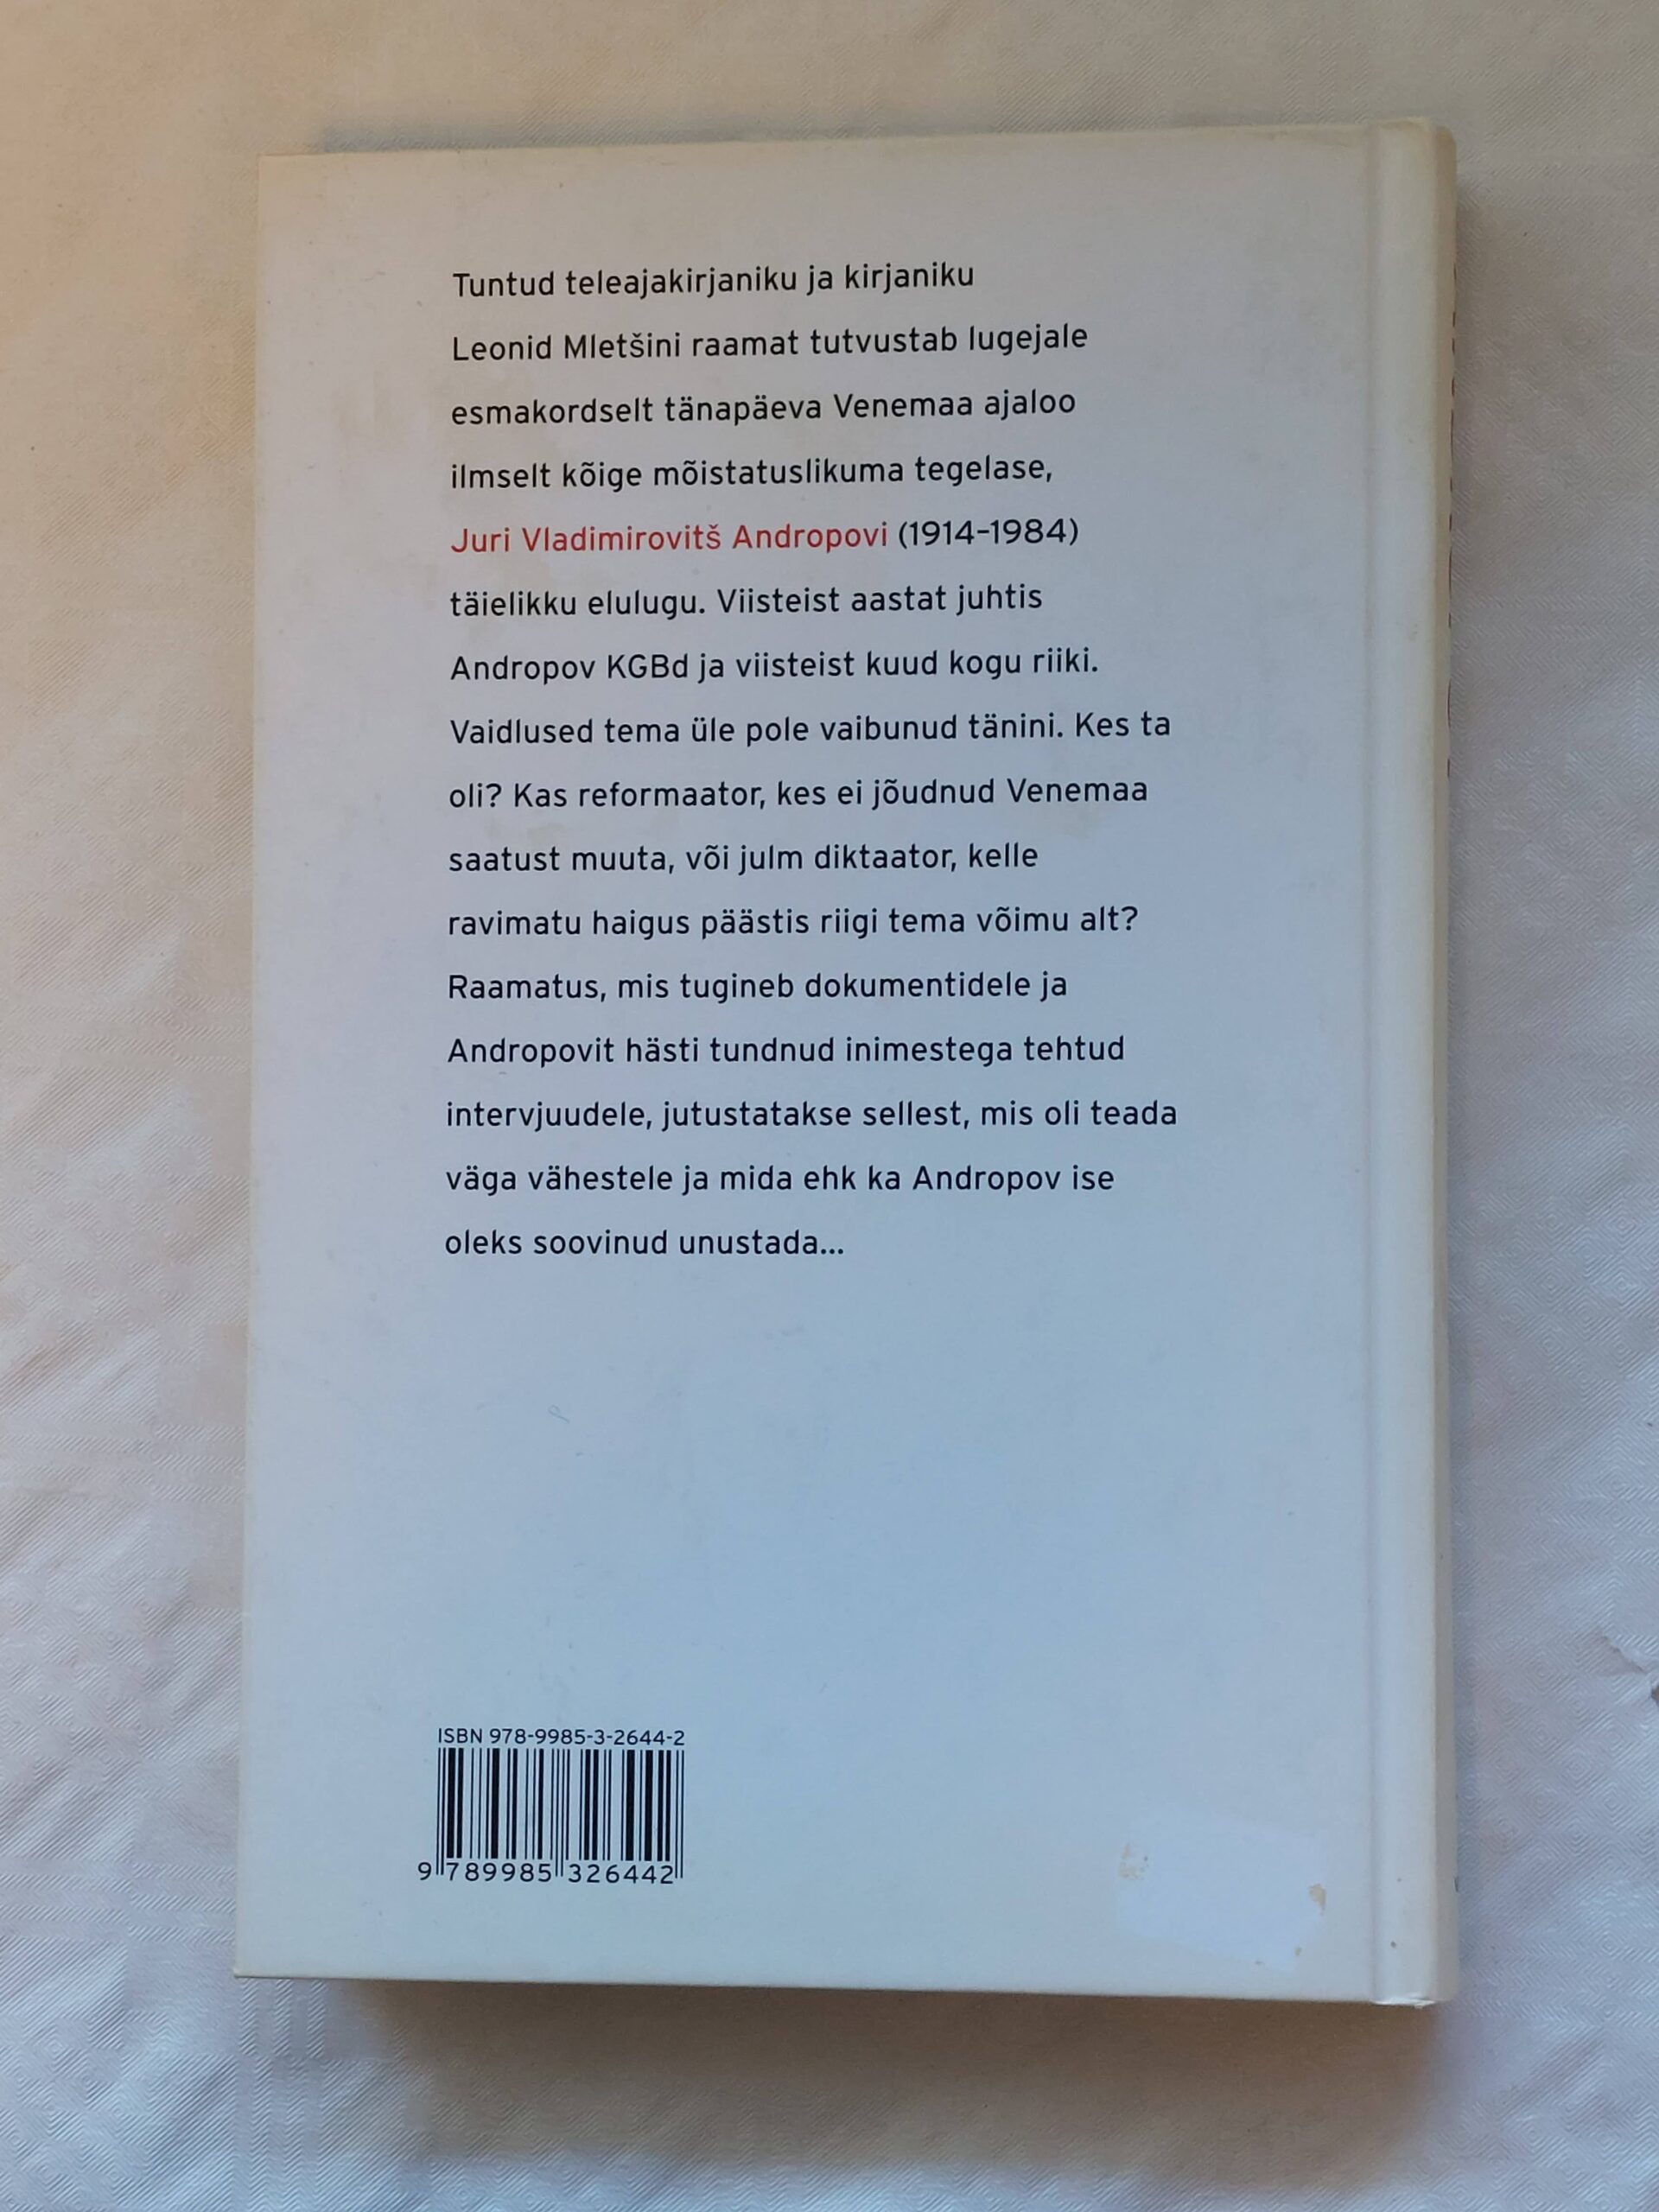 Tuntud teleajakirjaniku ja kirjaniku
Leonid Mletšini raamat tutvustab lugejale
esmakordselt tänapäeva Venemaa ajaloo
ilmselt kõige mõistatuslikuma tegelase,
Juri Vladimirovitš Andropovi (1914-1984)
täielikku elulugu. Viisteist aastat juhtis
Andropov KGBd ja viisteist kuud kogu riiki.
Vaidlused tema üle pole vaibunud tänini. Kes ta
oli? Kas reformaator, kes ei jõudnud Venemaa
saatust muuta, või julm diktaator, kelle
ravimatu haigus päästis riigi tema võimu alt?
Raamatus, mis tugineb dokumentidele ja
Andropovit hästi tundnud inimestega tehtud
intervjuudele, jutustatakse sellest, mis oli teada
väga vähestele ja mida ehk ka Andropov ise
oleks soovinud unustada...
ISBN 978-9985-3-2644-2
9 789985 326442